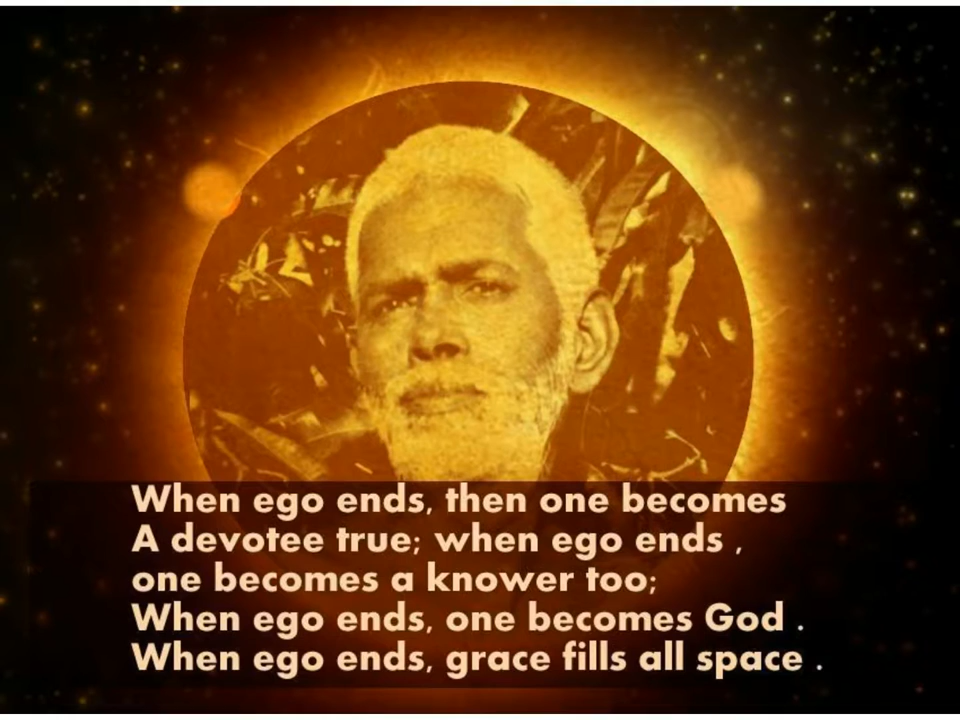 When ego ends, then one becomes
A devotee true; when ego ends ,
one becomes a knower too;
When ego ends, one becomes God .
When ego ends, grace fills all space .